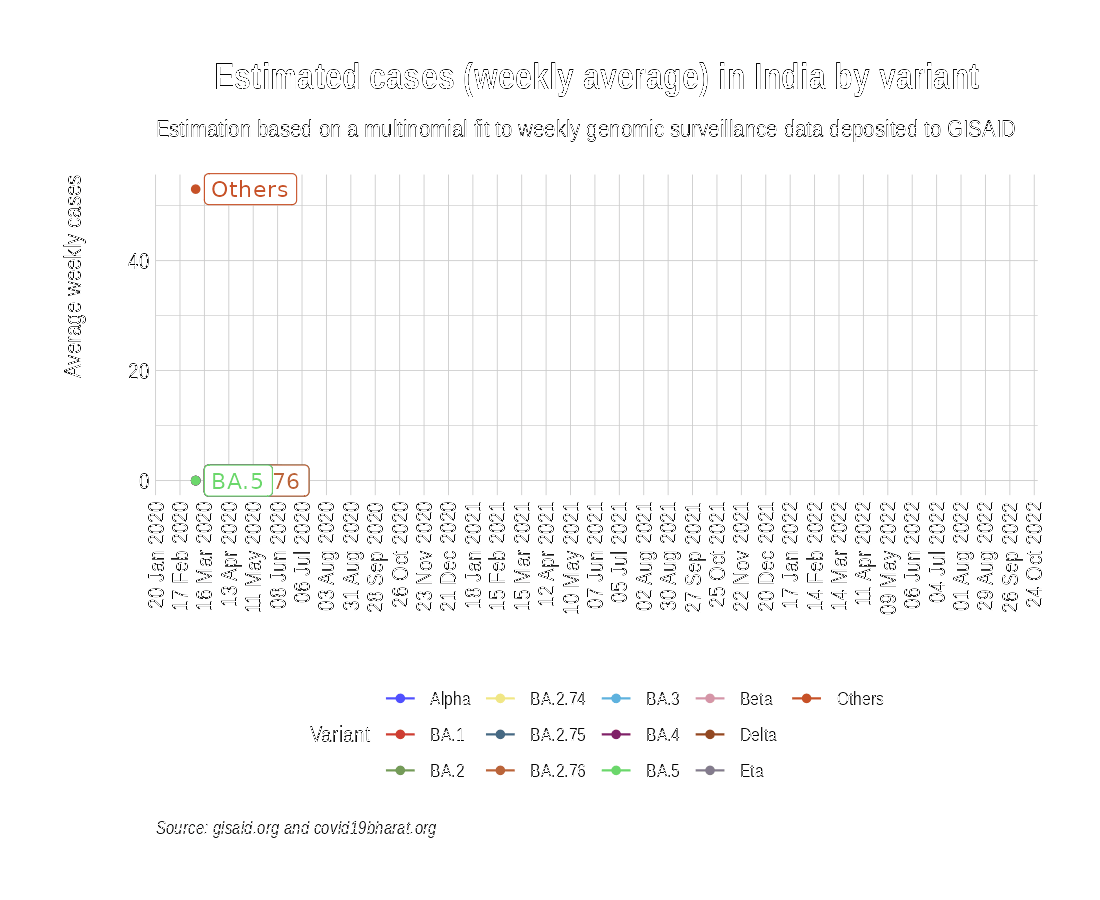 Estimated cases (weekly average) in India by variant
Estimation based on a multinomial fit to weekly genomic surveillance data deposited to GISAID
Average weekly cases
Others
40
20
0
BA.5
76
20 Jan 2020
17 Feb 2020
16 Mar 2020
13 Apr 2020
11 May 2020
08 Jun 2020
06 Jul 2020
03 Aug 2020
31 Aug 2020
28 Sep 2020
26 Oct 2020
23 Nov 2020
21 Dec 2020
18 Jan 2021
15 Feb 2021
15 Mar 2021
12 Apr 2021
10 May 2021
07 Jun 2021
05 Jul 2021
02 Aug 2021
30 Aug 2021
27 Sep 2021
25 Oct 2021
22 Nov 2021
20 Dec 2021
17 Jan 2022
14 Feb 2022
14 Mar 2022
11 Apr 2022
09 May 2022
06 Jun 2022
04 Jul 2022
01 Aug 2022
29 Aug 2022
26 Sep 2022
24 Oct 2022
Variant
Alpha
BA.1
BA.2
BA.2.74
BA.2.75
BA.2.76
BA.3
BA.4
BA.5
Beta
Delta
Eta
Others
Source: gisaid.org and covid19bharat.org